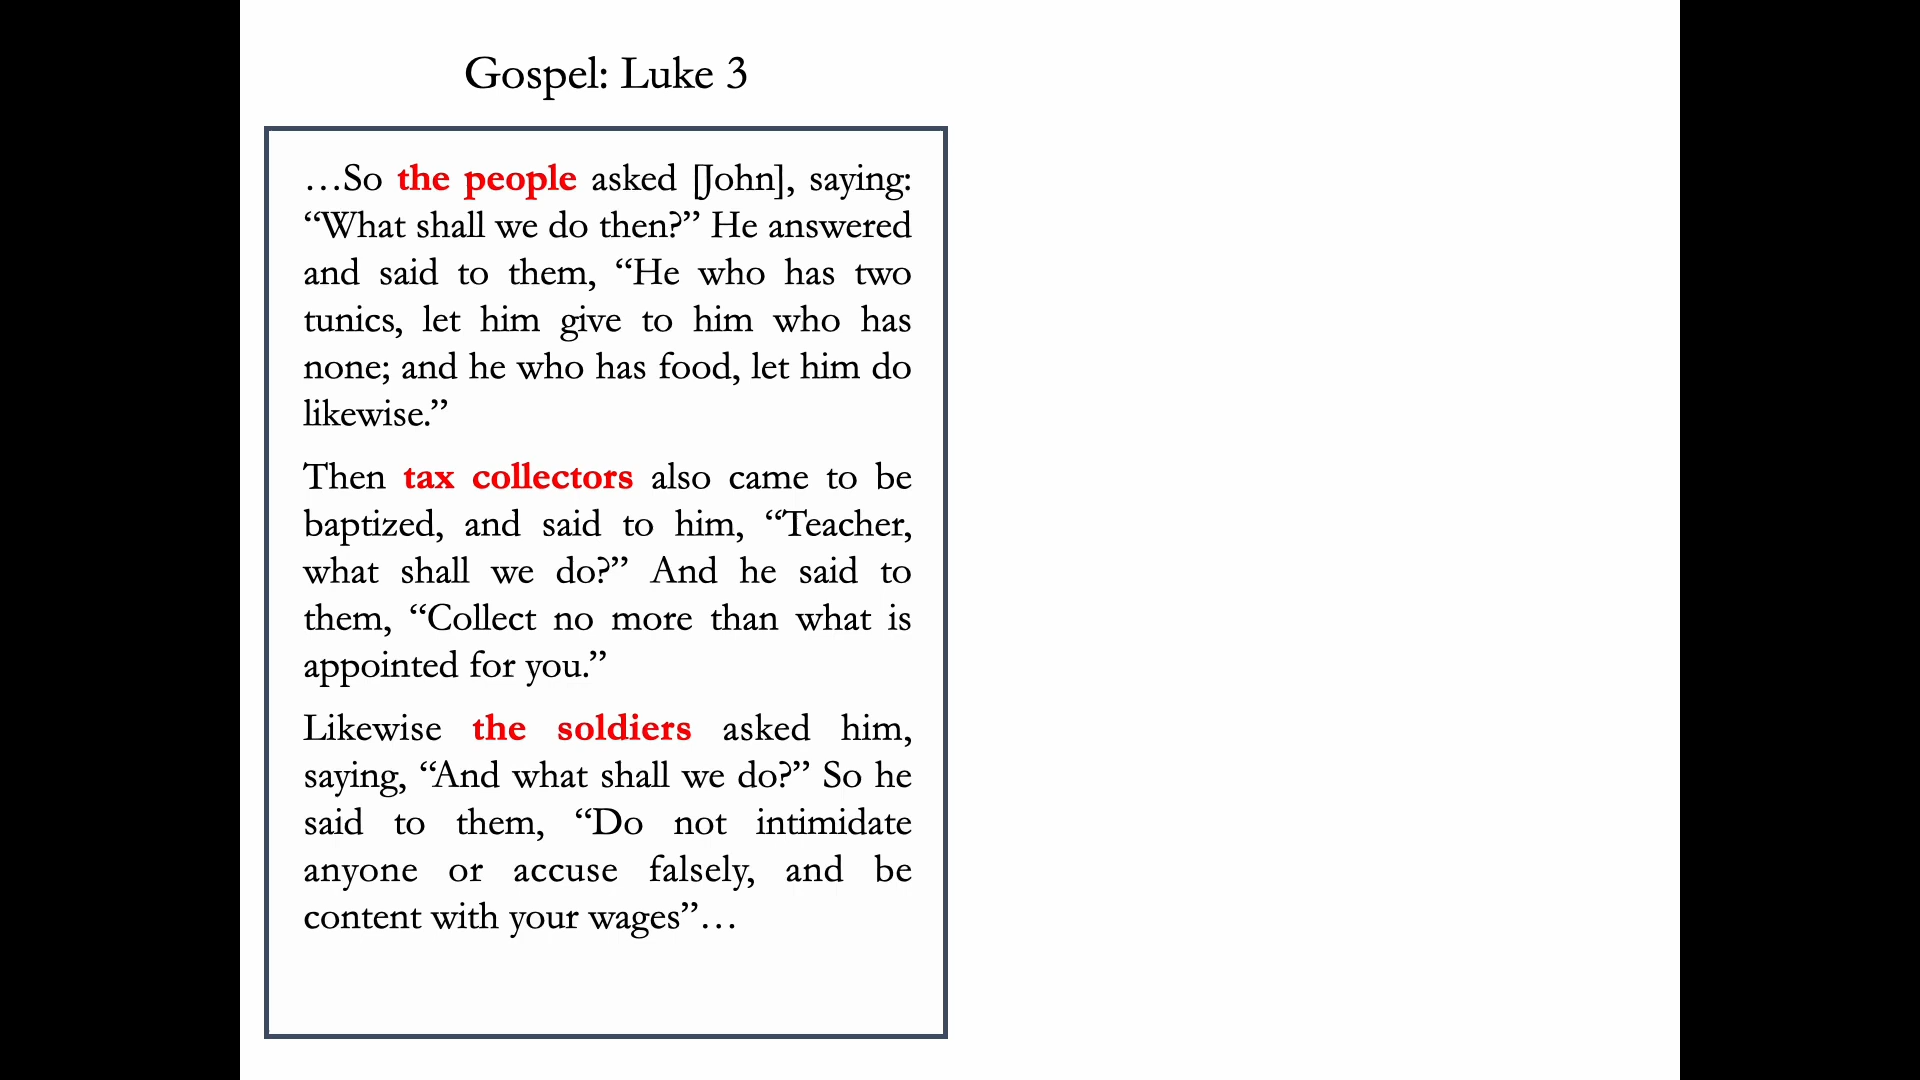 Gospel: Luke 3
…So the people asked [John], saying:
“What shall we do then?” He answered
and said to them, “He who has two
tunics, let him give to him who has
none; and he who has food, let him do
likewise.”
Then tax collectors also came to be
baptized, and said to him, “Teacher,
what shall we do?” And he said to
them, “Collect no more than what is
appointed for you.”
Likewise the soldiers asked him,
saying, “And what shall we do?” So he
said to them, “Do not intimidate
anyone or accuse falsely, and be
content with your wages”…